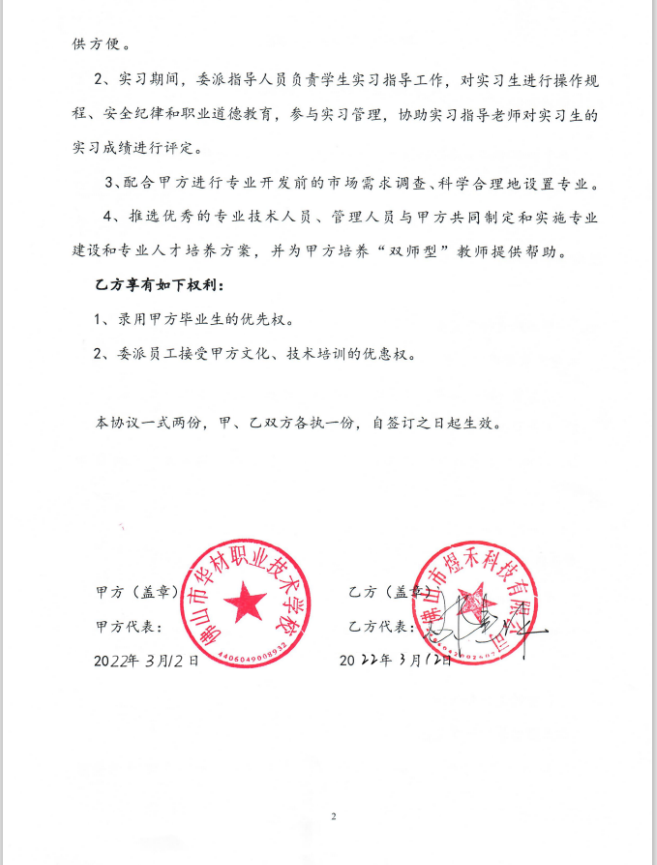 供方便。
2、实习期间，委派指导人员负责学生实习指导工作，对实习生进行操作规
程、安全纪律和职业道德教育，参与实习管理，协助实习指导老师对实习生的
实习成绩进行评定。
3、配合甲方进行专业开发前的市场需求调查、科学合理地设置专业。
4、推选优秀的专业技术人员、管理人员与甲方共同制定和实施专业
建设和专业人才培养方案，并为甲方培养“双师型”教师提供帮助。
乙方享有如下权利：
1、录用甲方毕业生的优先权。
2、委派员工接受甲方文化、技术培训的优惠权。
本协议一式两份，甲、乙双方各执一份，自签订之日起生效。
佛山市华材职业技术学校
4406049008932
甲方（盖章）
甲方代表：
2022年3月12日
佛山市煜禾科技有限公司
乙方（盖章）
乙方代表：
2022年3月12日
2